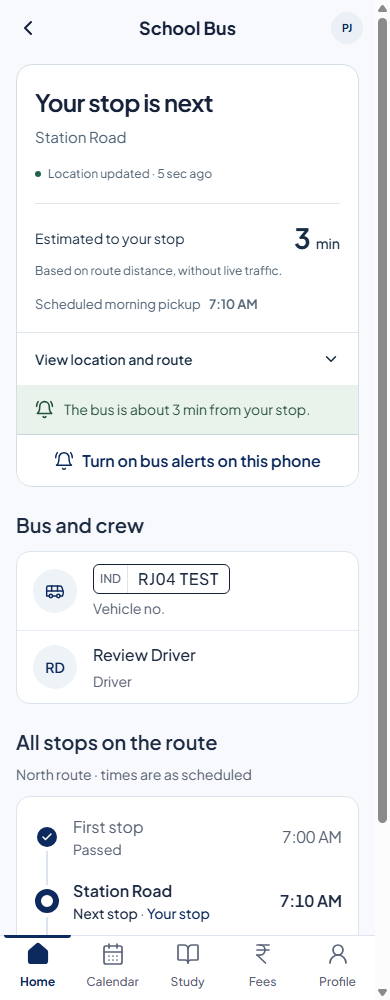 School Bus
PJ
Your stop is next
Station Road
Location updated · 5 sec ago
Estimated to your stop
3 min
Based on route distance, without live traffic.
Scheduled morning pickup 7:10 AM
View location and route
The bus is about 3 min from your stop.
Turn on bus alerts on this phone
Bus and crew
IND RJ04 TEST
Vehicle no.
RD
Review Driver
Driver
All stops on the route
North route · times are as scheduled
First stop
Passed
7:00 AM
Station Road
Next stop · Your stop
7:10 AM
Home
Calendar
Study
Fees
Profile